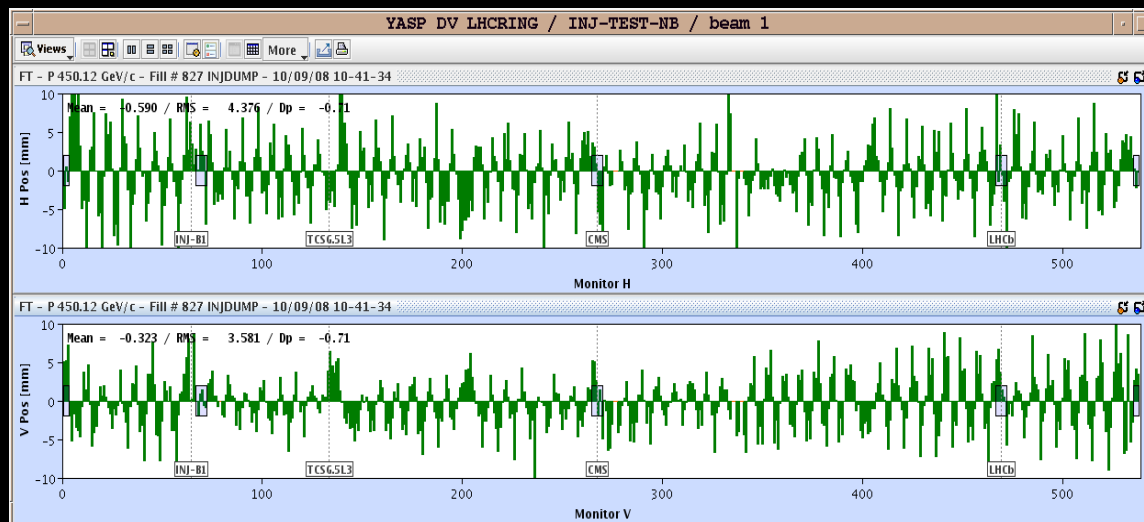 YASP DV LHCRING / INJ-TEST-NB / beam 1
Views More
FT - P 450.12 GeV/c - Fill # 827 INJDUMP - 10/09/08 10-41-34
Mean = -0.590 / RMS = 4.376 / Dp = -0.71
H Pos [mm]
10
5
0
-5
-10
INJ-B1 TCSG.5L3 CMS LHCb
0 100 200 300 400 500
Monitor H
FT - P 450.12 GeV/c - Fill # 827 INJDUMP - 10/09/08 10-41-34
Mean = -0.323 / RMS = 3.581 / Dp = -0.71
V Pos [mm]
10
5
0
-5
-10
INJ-B1 TCSG.5L3 CMS LHCb
0 100 200 300 400 500
Monitor V